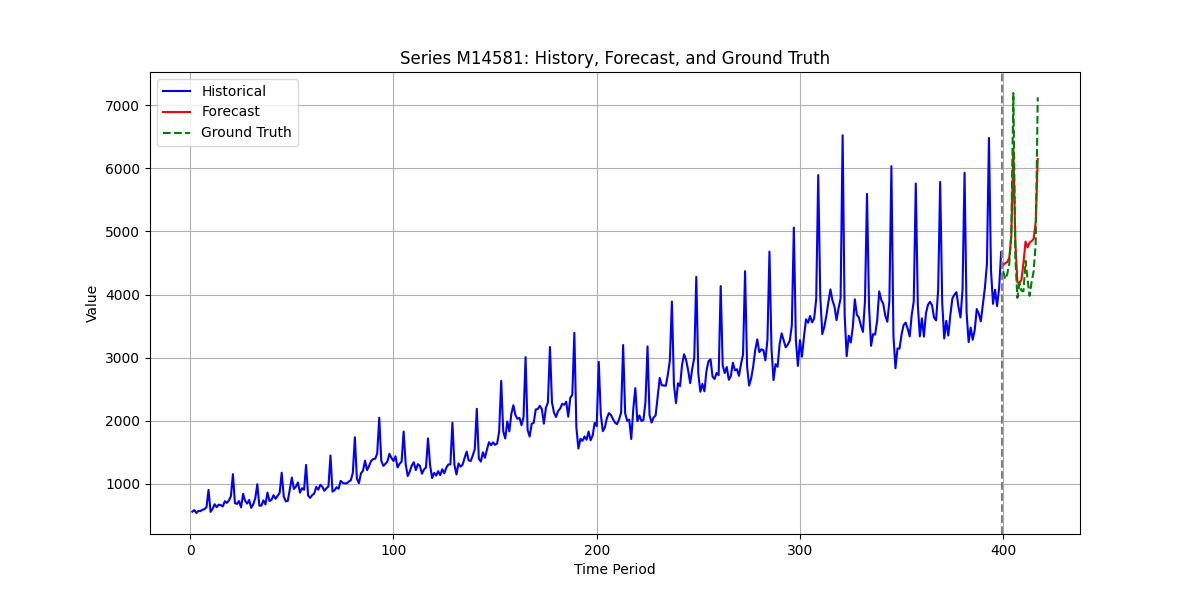 Series M14581: History, Forecast, and Ground Truth
Historical
Forecast
Ground Truth
Value
7000
6000
5000
4000
3000
2000
1000
0
100
200
300
400
Time Period